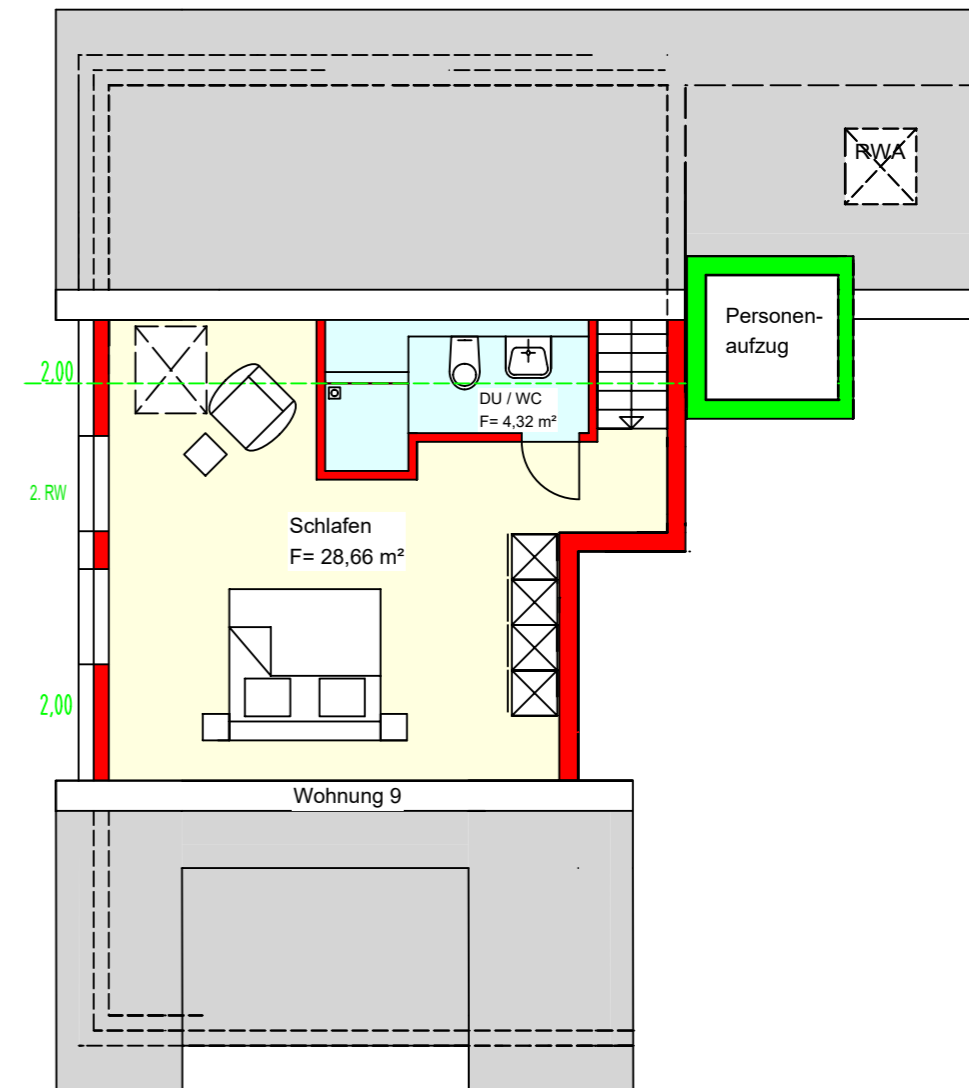 RWA
Personen-
aufzug
2,00
DU / WC
F= 4,32 m²
2. RW
Schlafen
F= 28,66 m²
2,00
Wohnung 9